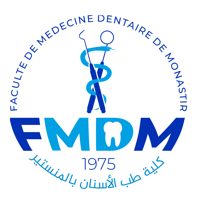 FACULTE DE MEDECINE DENTAIRE DE MONASTIR
FMDM
1975
كلية طب الأسنان بالمنستير